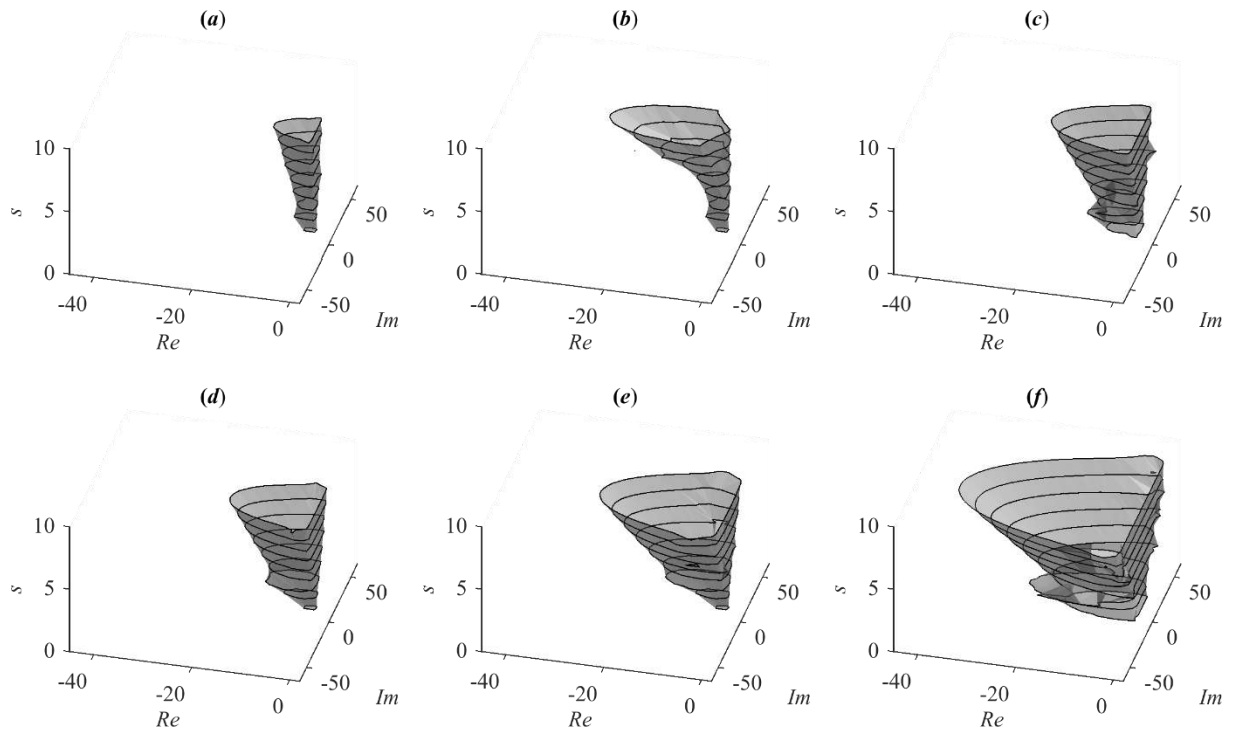 (a) (b) (c)
10 10 10
s 5 50 s 5 50 s 5 50
0 0 0 0 0 0
-40 -50 -40 -50 -40 -50
-20 0 Im -20 0 Im -20 0 Im
Re Re Re
(d) (e) (f)
10 10 10
s 5 50 s 5 50 s 5 50
0 0 0 0 0 0
-40 -50 -40 -50 -40 -50
-20 0 Im -20 0 Im -20 0 Im
Re Re Re